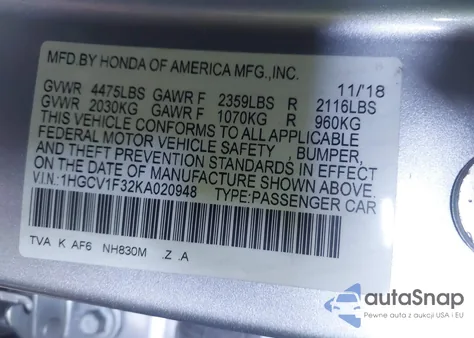 MFD BY HONDA OF AMERICA MFG.,INC.
11/18
GVWR 4475LBS GAWR F 2359LBS R 2116LBS
GVWR 2030KG GAWR F 1070KG R 960KG
THIS VEHICLE CONFORMS TO ALL APPLICABLE
FEDERAL MOTOR VEHICLE SAFETY , BUMPER,
AND THEFT PREVENTION STANDARDS IN EFFECT
ON THE DATE OF MANUFACTURE SHOWN ABOVE.
V.I.N.:1HGCV1F32KA020948 TYPE:PASSENGER CAR
TVA K AF6 NH830M .Z .A
autoSnap
Pewne auta z aukcji USA i EU